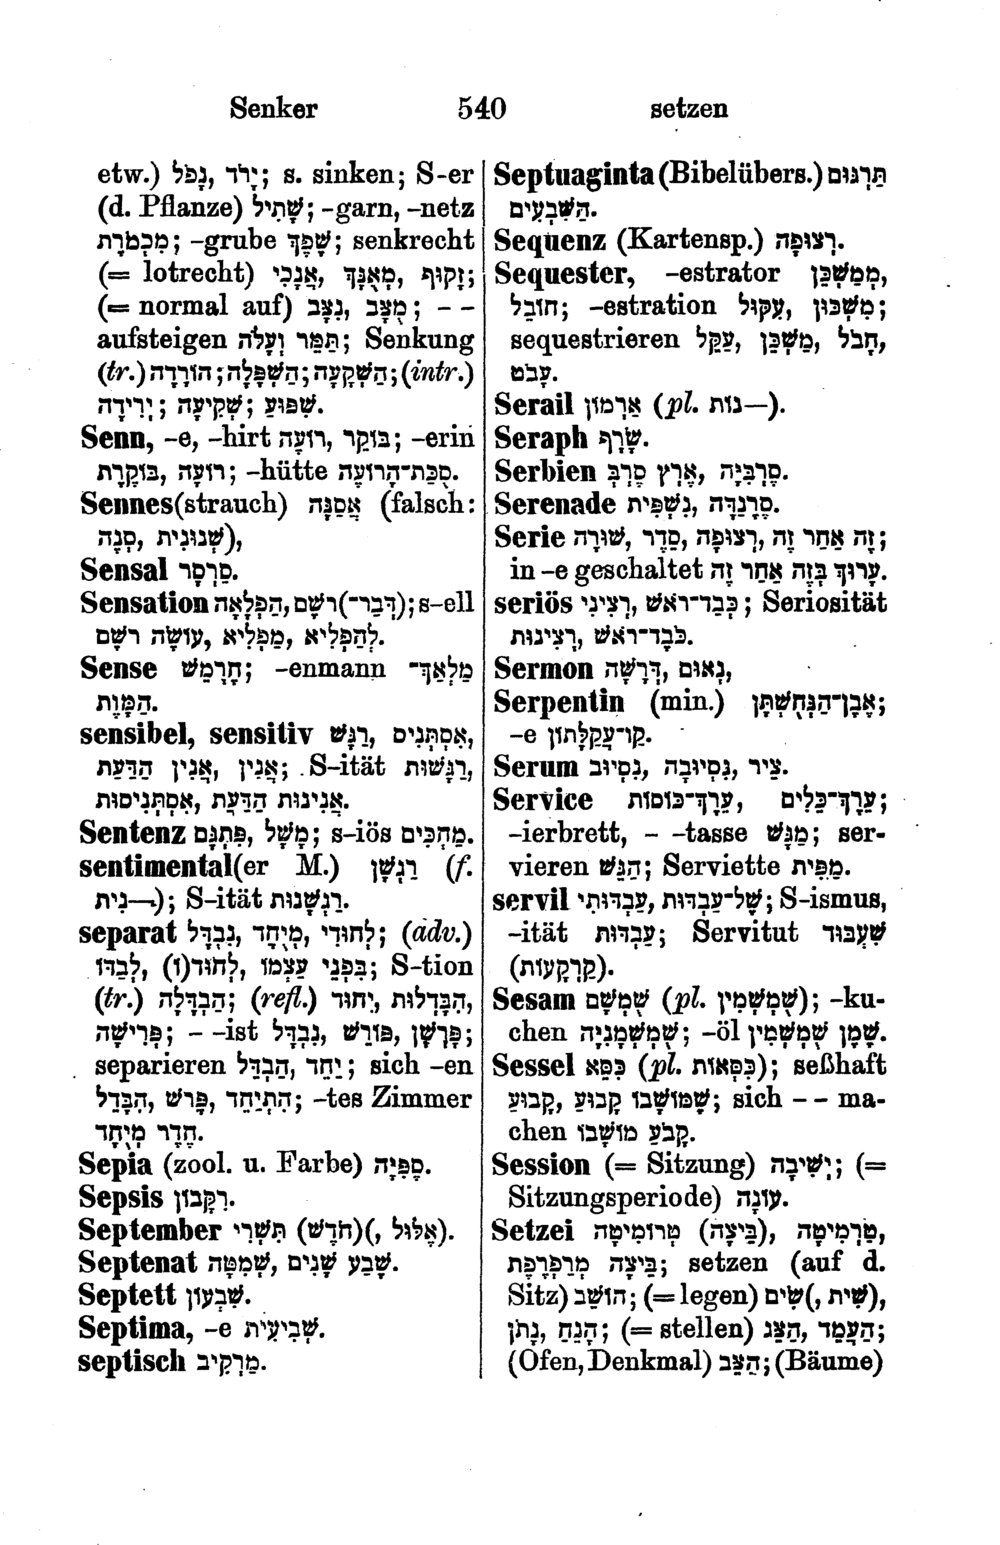 Senker 540 setzen
etw.) יָרֹד, נָפֹל; s. sinken; S-er
(d. Pflanze) שָׁתִיל; -garn, -netz
מִכְמֹרֶת; -grube שֶׁפֶךְ; senkrecht
(= lotrecht) זָקוּף, מְאֻנָּךְ, אֲנָכִי;
(= normal auf) מֻצָּב, נִצָּב; - -
aufsteigen תַּמֵּר וְעָלֹה; Senkung
(tr.) הַשְׁקָעָה; הַשְׁפָּלָה; הוֹרָדָה; (intr.)
שִׁפּוּעַ; שְׁקִיעָה; יְרִידָה.
Senn, -e, -hirt בּוֹקֵר, רוֹעֶה; -erin
רוֹעָה, בּוֹקֶרֶת; -hütte סֻכַּת־הָרוֹעֶה.
Sennes(strauch) אֲסַנָּה (falsch:
שְׁנוּנִית, סְנֶה),
Sensal סַרְסָר.
Sensation רֹשֶׁם(־דְּבַר), הַפְלָאָה; s-ell
לְהַפְלִיא, מַפְלִיא, עוֹשֶׂה רֹשֶׁם
Sense חֶרְמֵשׁ; -enmann מַלְאַךְ־
הַמָּוֶת.
sensibel, sensitiv רַגָּשׁ, אִסְתְּנִיס,
אָנִין, אֲנִין הַדַּעַת; S-ität רַגָּשׁוּת,
אֲנִינוּת הַדַּעַת, אִסְתְּנִיסוּת.
Sentenz מָשָׁל, פִּתְגָּם; s-iös מַחְכִּים.
sentimental(er M.) רַגְשָׁן (f.
—נִית); S-ität רַגְשָׁנוּת.
separat לְחוּדִי, מְיֻחָד, נִבְדָּל; (adv.)
בִּפְנֵי עַצְמוֹ, לְחוֹד(וֹ), לְבַדּוֹ; S-tion
(tr.) הַבְדָּלָה; (refl.) הִבָּדְלוּת, יִחוּד,
פְּרִישָׁה; - -ist נִבְדָּל, פּוֹרֵשׁ, פָּרְשָׁן;
separieren הַבְדֵּל, יַחֵד; sich -en
הִבָּדֵל, פָּרֹשׁ, הִתְיַחֵד; -tes Zimmer
חֶדֶר מְיֻחָד.
Sepia (zool. u. Farbe) סֶפְּיָה.
Sepsis רִקָּבוֹן.
September תִּשְׁרֵי (חֹדֶשׁ)(, אֱלוּל).
Septenat שֶׁבַע שָׁנִים, שְׁמִטָּה.
Septett שִׁבְעוֹן.
Septima, -e שְׁבִיעִית.
septisch מַרְקִיב.
Septuaginta (Bibelübers.) תַּרְגּוּם
הַשִּׁבְעִים.
Sequenz (Kartensp.) רְצוּפָה.
Sequester, -estrator מְמַשְׁכֵּן,
חוֹבֵל; -estration מִשְׁכּוּן, עִקּוּל;
sequestrieren חָבֹל, מַשְׁכֵּן, עַקֵּל,
עָבֹט.
Serail אַרְמוֹן (pl. —נוֹת).
Seraph שָׂרָף.
Serbien סֶרְבִּיָּה, אֶרֶץ סֶרְבְּ.
Serenade סֶרֵנַדָּה, נִשְׁפִּית.
Serie זֶה אַחַר זֶה, רְצוּפָה, סֵדֶר, שׁוּרָה;
in -e geschaltet עָרוּךְ בְּזֶה אַחַר זֶה.
seriös כְּבַד־רֹאשׁ, רְצִינִי; Seriosität
כֹּבֶד־רֹאשׁ, רְצִינוּת.
Sermon נְאוּם, דְּרָשָׁה,
Serpentin (min.) אֶבֶן־הַנְּחֻשְׁתָּן;
-e קַו־עֲקַלָּתוֹן.
Serum נַסְיוּב, נַסְיוּבָה, צִיר.
Service עֶרֶךְ־כֵּלִים, עֶרֶךְ־כּוֹסוֹת;
-ierbrett, - -tasse מַגָּשׁ; ser-
vieren הַגֵּשׁ; Serviette מַפִּית.
servil שֶׁל־עַבְדוּת, עַבְדוּתִי; S-ismus,
-ität עַבְדוּת; Servitut שִׁעְבּוּד
(קַרְקָעוֹת).
Sesam שֻׁמְשֹׁם (pl. שֻׁמְשְׁמִין); -ku-
chen שֻׁמְשְׁמָנִיָּה; -öl שֶׁמֶן שֻׁמְשְׁמִין.
Sessel כִּסֵּא (pl. כִּסְּאוֹת); seßhaft
קָבוּעַ, שֶׁמּוֹשָׁבוֹ קָבוּעַ; sich - - ma-
chen קָבֹעַ מוֹשָׁבוֹ.
Session (= Sitzung) יְשִׁיבָה; (=
Sitzungsperiode) עוֹנָה.
Setzei טְרוֹמִיטָה (בֵּיצָה), טְרֻמִיטָה,
בֵּיצָה מְרֻפְרֶפֶת; setzen (auf d.
Sitz) הוֹשֵׁב; (= legen) שִׂים(, שִׁית),
הַנַּח, נָתֹן; (= stellen) הַצֵּג, הַעֲמֵד;
(Ofen, Denkmal) הַצֵּב; (Bäume)